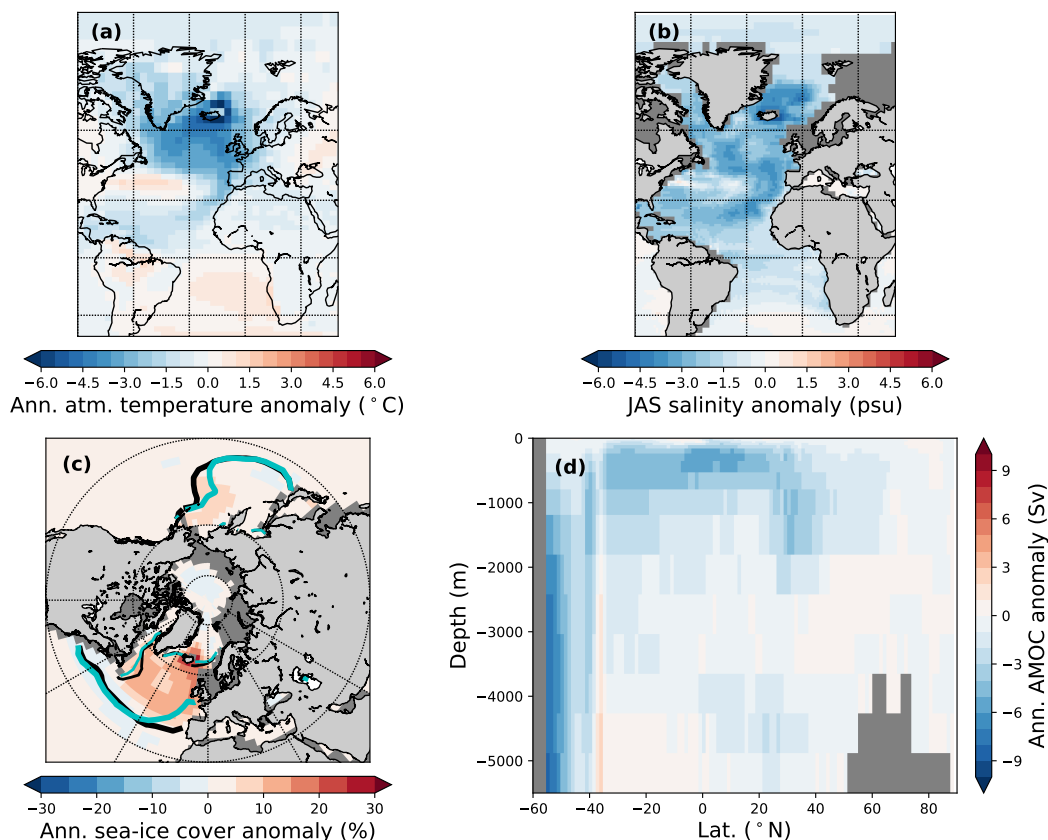 (a)
−6.0 −4.5 −3.0 −1.5 0.0 1.5 3.0 4.5 6.0
Ann. atm. temperature anomaly (°C)
(b)
−6.0 −4.5 −3.0 −1.5 0.0 1.5 3.0 4.5 6.0
JAS salinity anomaly (psu)
(c)
−30 −20 −10 0 10 20 30
Ann. sea-ice cover anomaly (%)
(d)
0
−1000
−2000
−3000
−4000
−5000
Depth (m)
−60 −40 −20 0 20 40 60 80
Lat. (°N)
9
6
3
0
−3
−6
−9
Ann. AMOC anomaly (Sv)